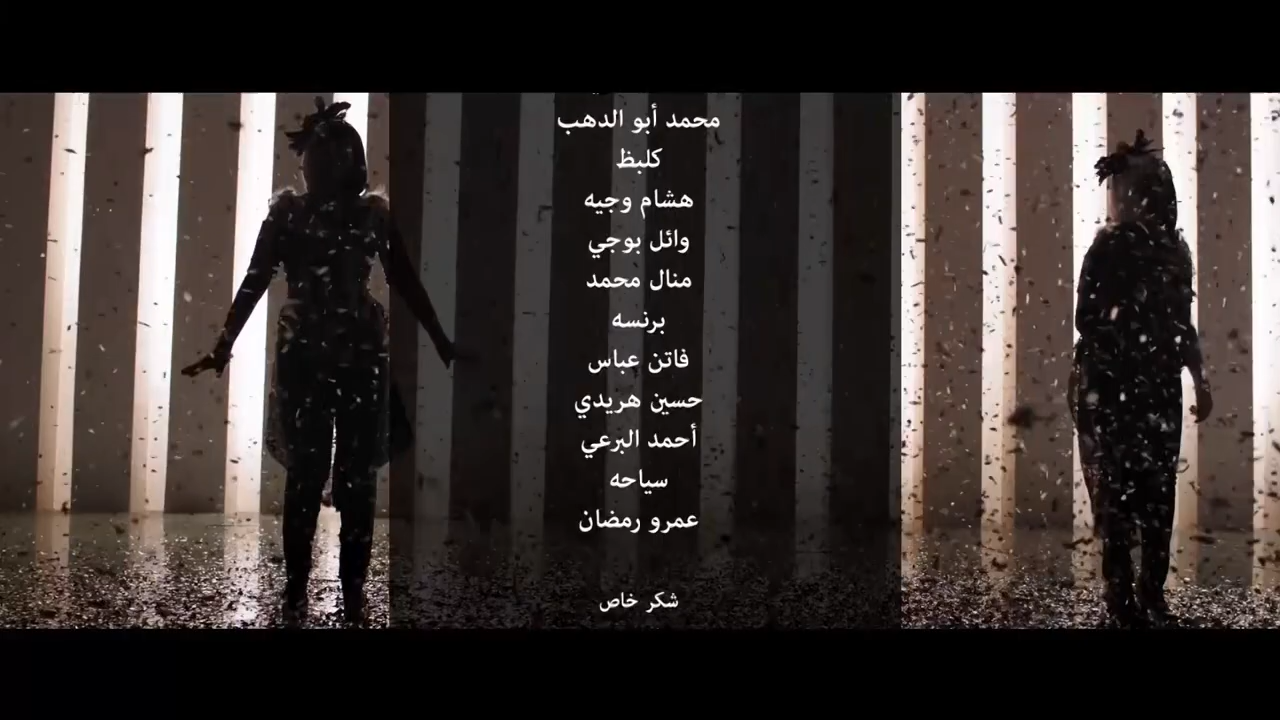 محمد أبو الدهب
كلبظ
هشام وجيه
وائل بوجي
منال محمد
برنسه
فاتن عباس
حسين هريدي
أحمد البرعي
سياحه
عمرو رمضان
شكر خاص